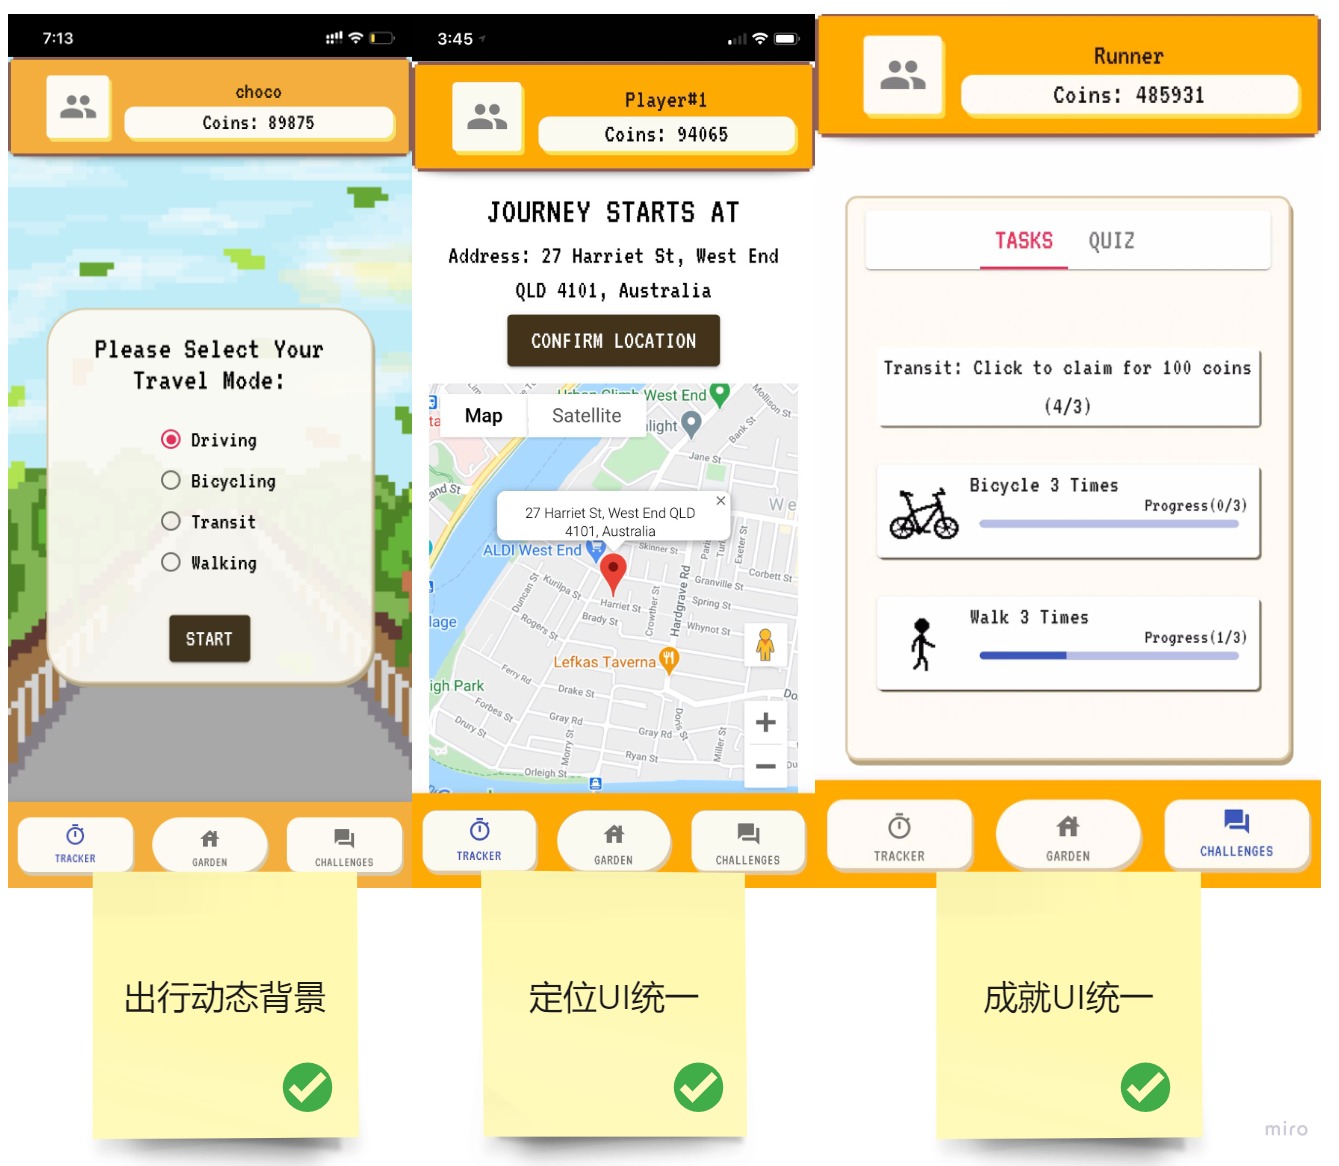 7:13
choco
Coins: 89875
Please Select Your
Travel Mode:
Driving
Bicycling
Transit
Walking
START
TRACKER
GARDEN
CHALLENGES
出行动态背景
3:45
Player#1
Coins: 94065
JOURNEY STARTS AT
Address: 27 Harriet St, West End
QLD 4101, Australia
CONFIRM LOCATION
Map
Satellite
Climb West End
Mollison St
Bank St
Jane St
27 Harriet St, West End QLD
4101, Australia
ALDI West End
Skinner St
Exeter St
Corbett St
Granville St
Spring St
Whynot St
Hardgrave Rd
Crowther St
Harriet St
Kurilpa St
Duncan St
Brady St
Rogers St
Lefkas Taverna
Ferry Rd
Drake St
Forbes St
Gray Rd
Gray Rd
Drury St
Morry St
Doris St
Miller St
Ryan St
Orleigh St
TRACKER
GARDEN
CHALLENGES
定位UI统一
Runner
Coins: 485931
TASKS
QUIZ
Transit: Click to claim for 100 coins
(4/3)
Bicycle 3 Times
Progress(0/3)
Walk 3 Times
Progress(1/3)
TRACKER
GARDEN
CHALLENGES
成就UI统一
miro